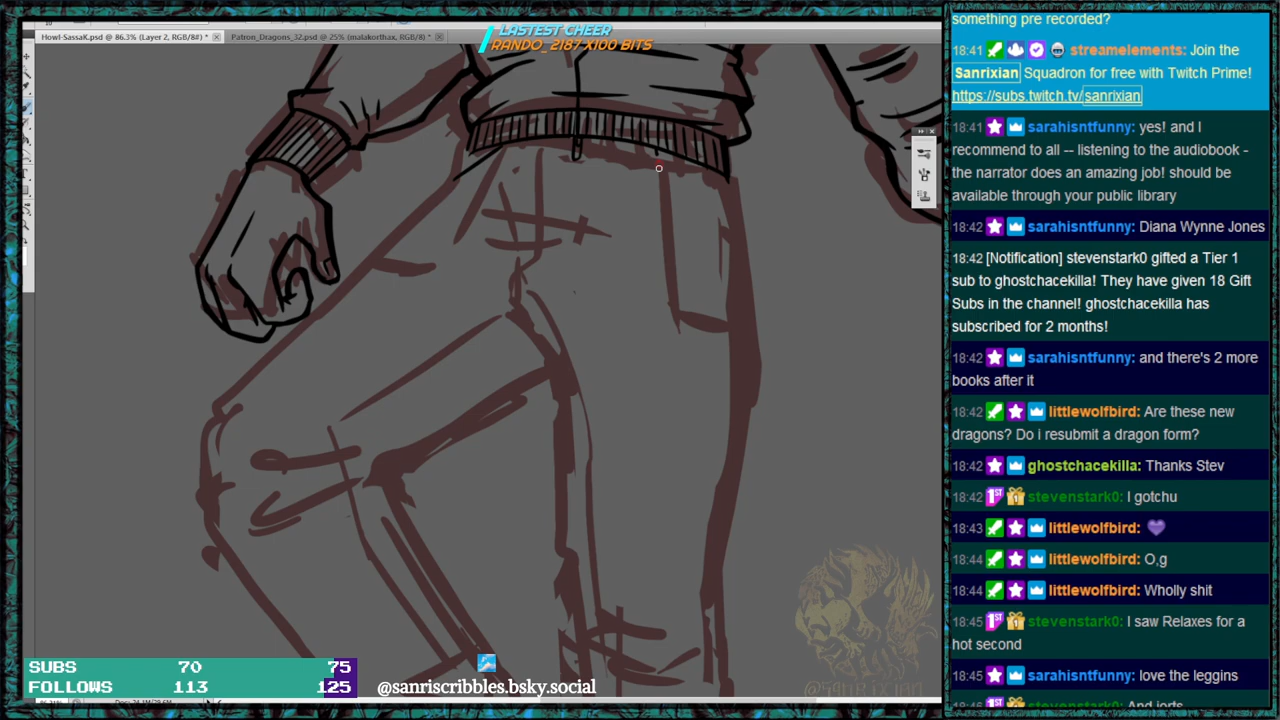 Howl-SassaK.psd @ 86.3% (Layer 2, RGB/8#) *
Patron_Dragons_32.psd @ 25% (malakorthax, RGB/8) *
LASTEST CHEER
RANDO_2187 X100 BITS
something pre recorded?
18:41 streamelements: Join the
Sanrixian Squadron for free with Twitch Prime!
https://subs.twitch.tv/sanrixian
18:41 sarahisntfunny: yes! and I
recommend to all -- listening to the audiobook -
the narrator does an amazing job! should be
available through your public library
18:42 sarahisntfunny: Diana Wynne Jones
18:42 [Notification] stevenstark0 gifted a Tier 1
sub to ghostchacekilla! They have given 18 Gift
Subs in the channel! ghostchacekilla has
subscribed for 2 months!
18:42 sarahisntfunny: and there's 2 more
books after it
18:42 littlewolfbird: Are these new
dragons? Do i resubmit a dragon form?
18:42 ghostchacekilla: Thanks Stev
18:42 1ST stevenstark0: I gotchu
18:43 littlewolfbird: 💜
18:44 littlewolfbird: O,g
18:44 littlewolfbird: Wholly shit
18:45 1ST stevenstark0: I saw Relaxes for a
hot second
18:45 sarahisntfunny: love the leggins
stevenstark0: And jorts
SUBS 70 75
FOLLOWS 113 125
@sanriscribbles.bsky.social
@SANRIXIAN